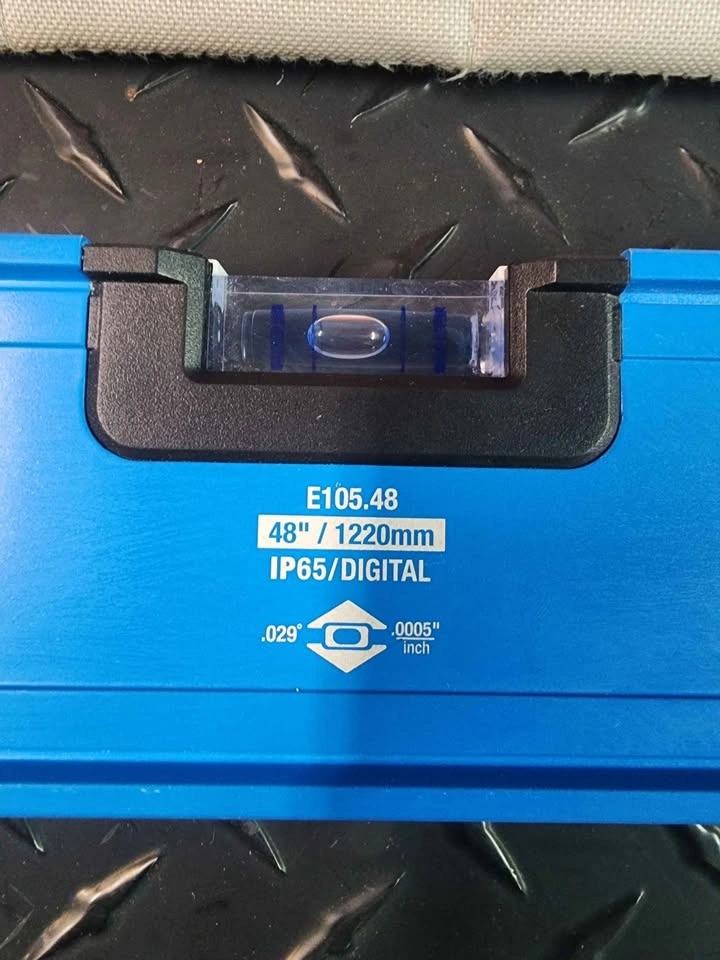 E105.48
48" / 1220mm
IP65/DIGITAL
.029° .0005"
inch